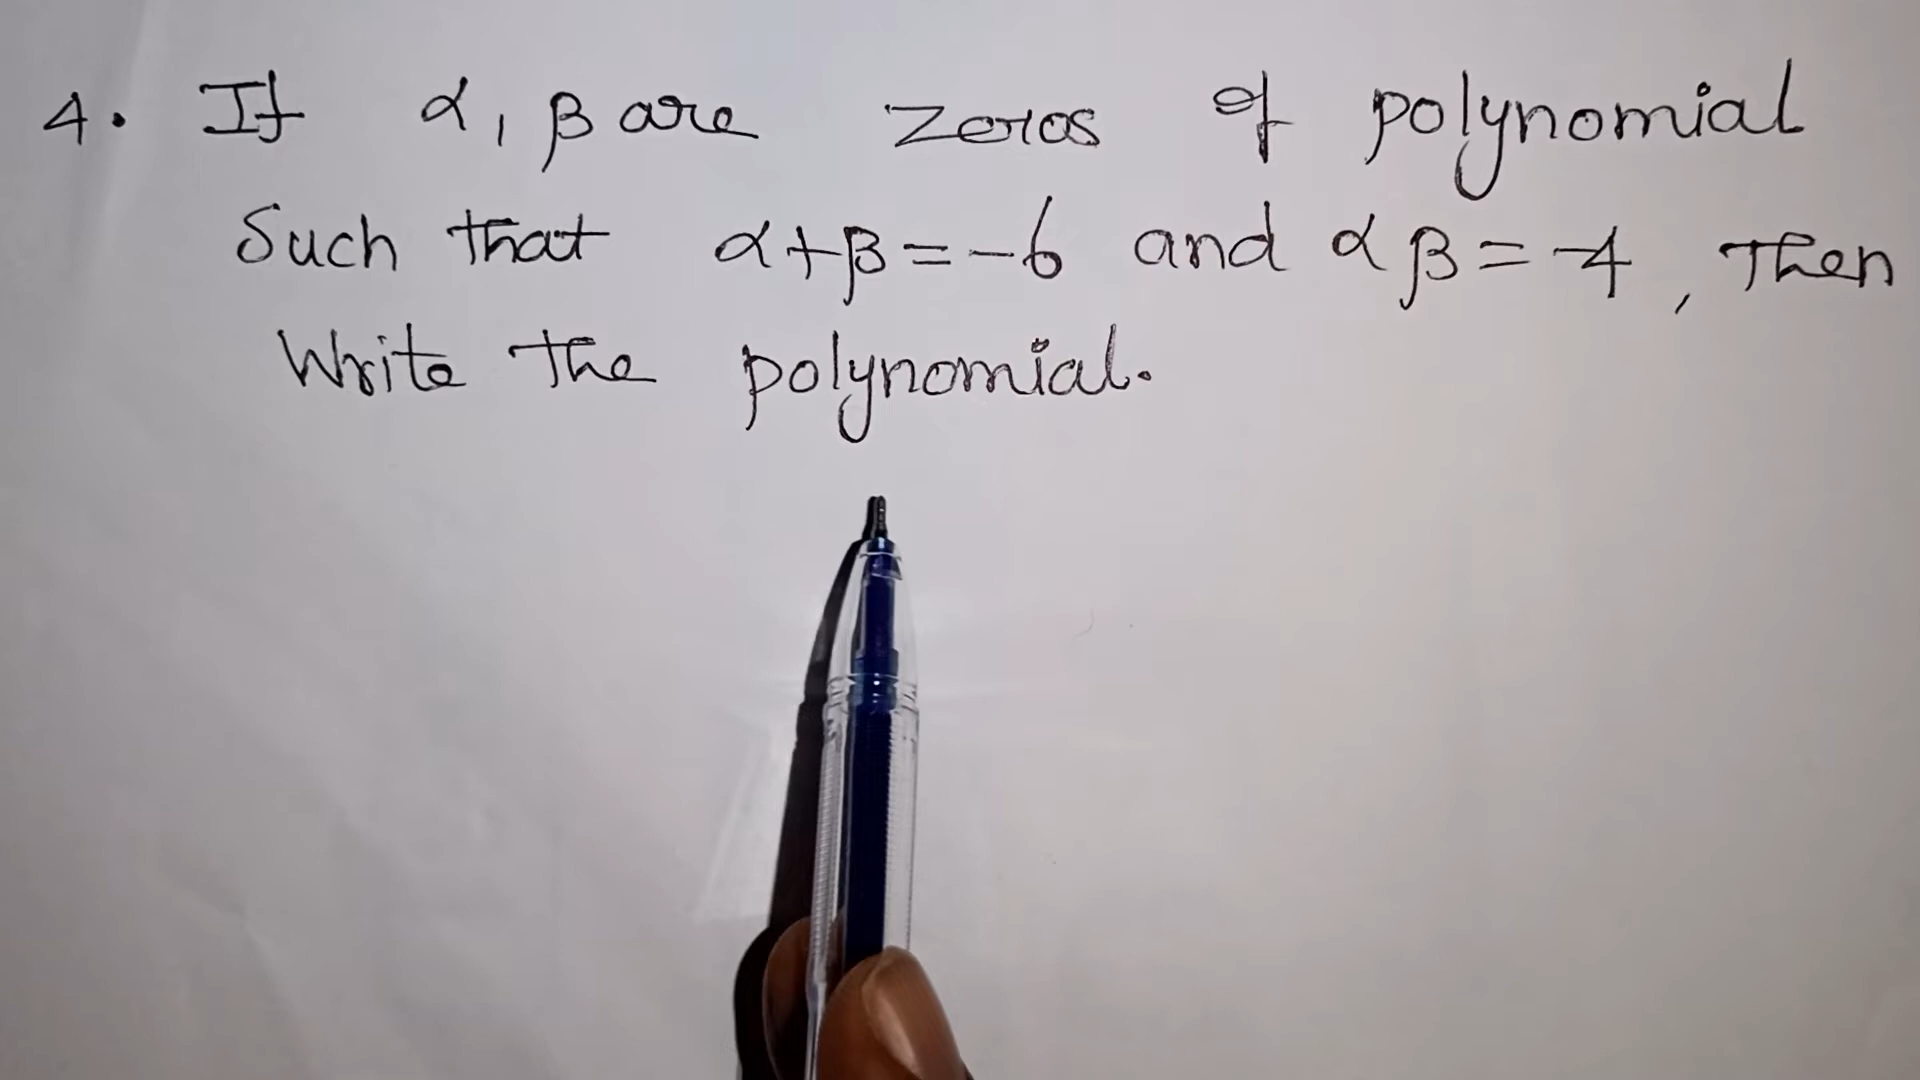 4. If α, β are zeros of polynomial
Such that α+β=-6 and αβ=-4, Then
Write the polynomial.